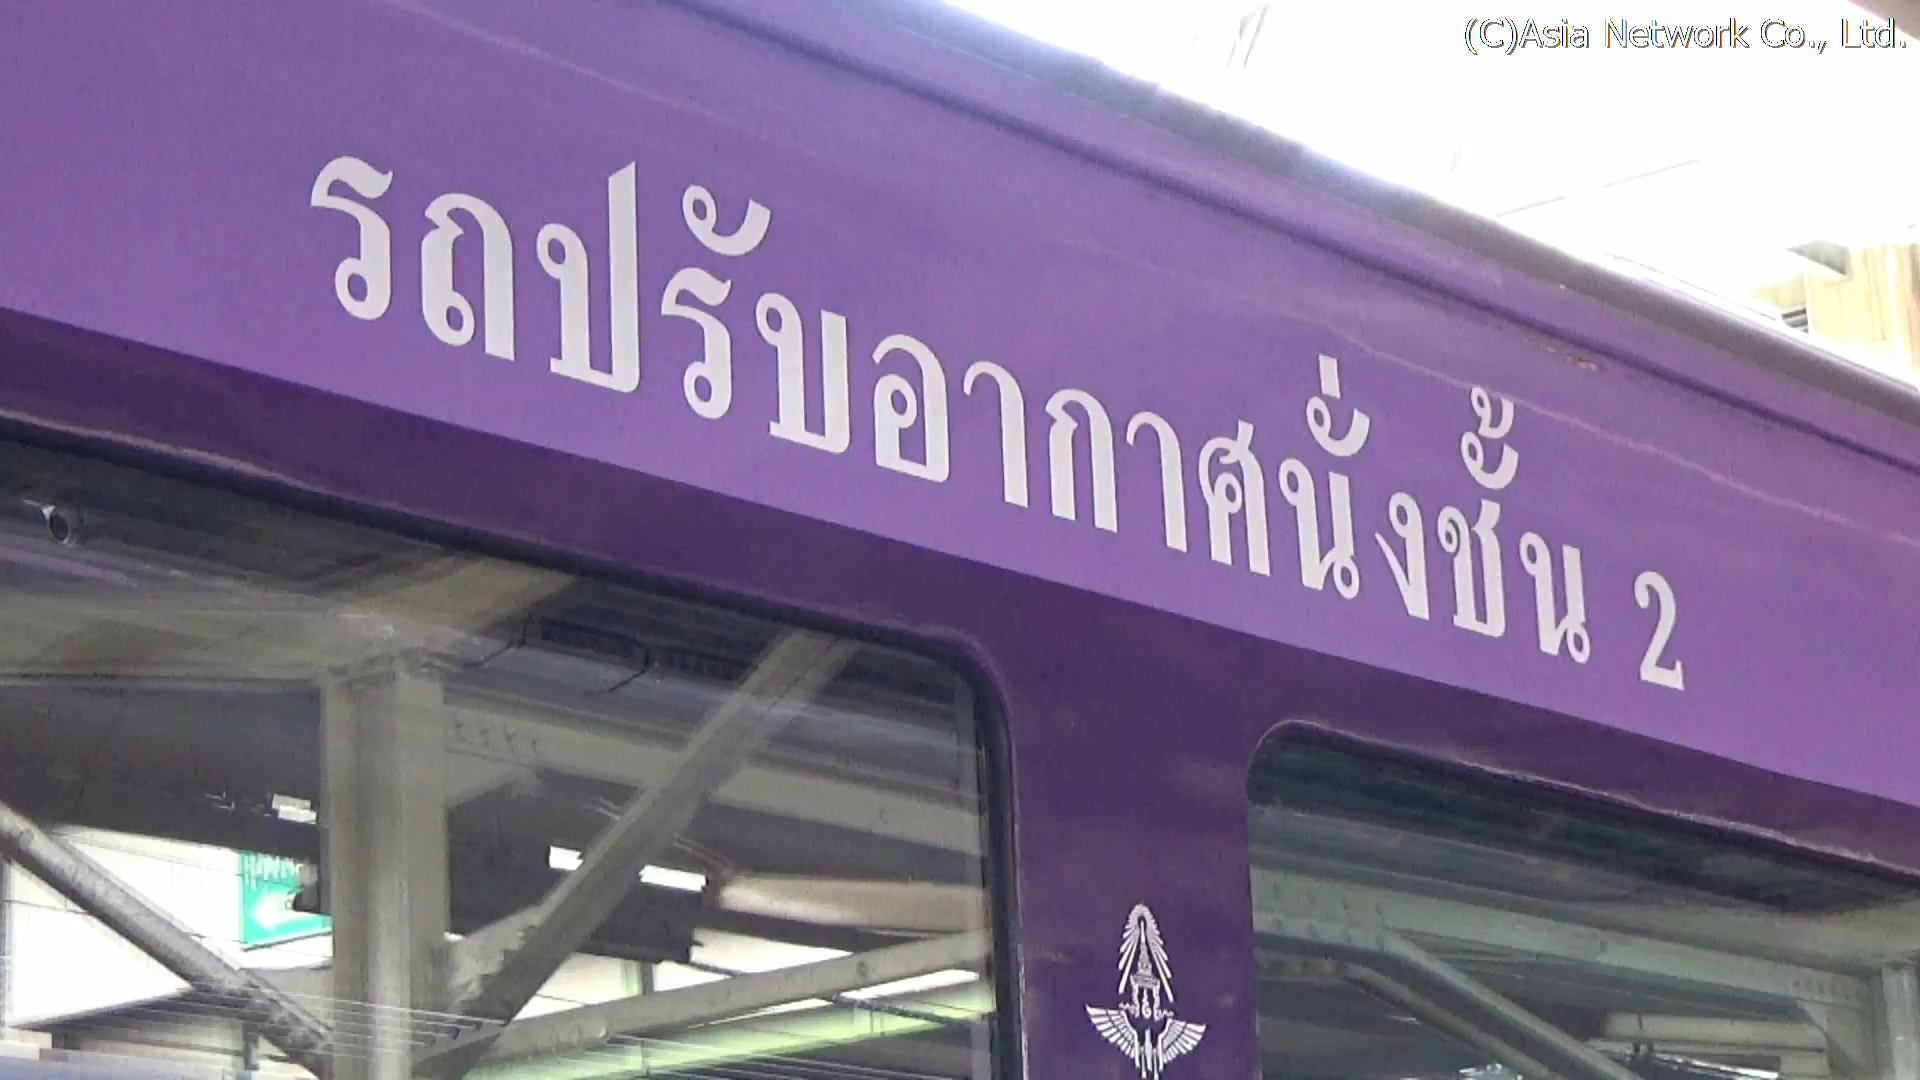 (C)Asia Network Co., Ltd.
รถปรับอากาศนั่งชั้น 2